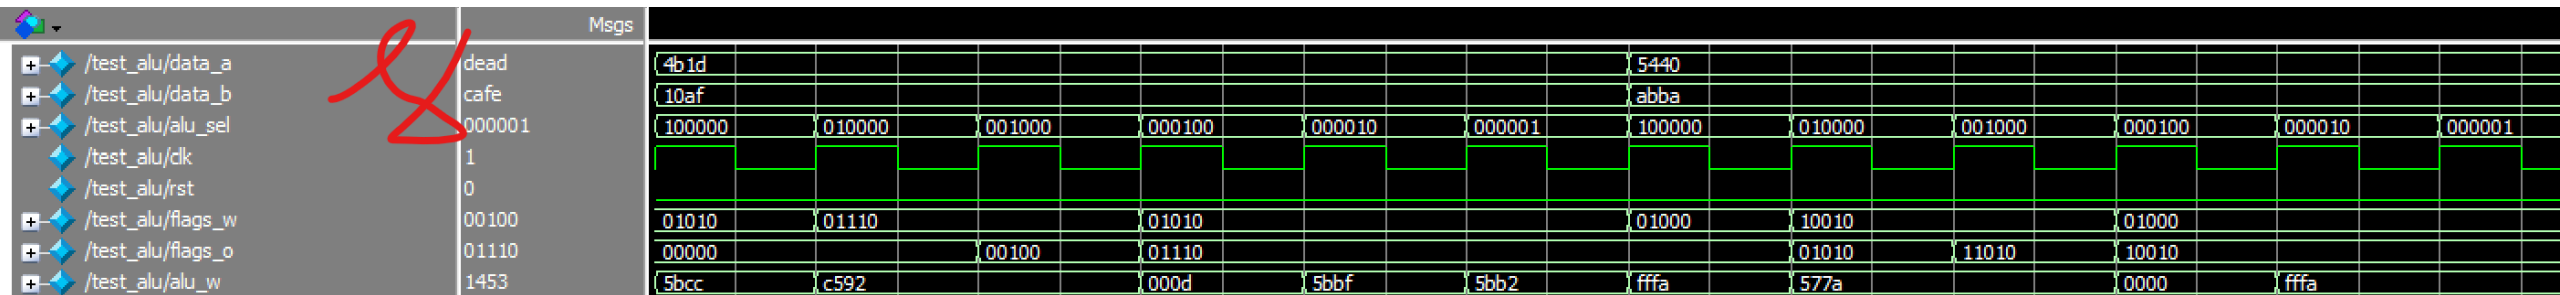 Msgs
/test_alu/data_a dead 4b1d 5440
/test_alu/data_b cafe 10af abba
/test_alu/alu_sel 000001 100000 010000 001000 000100 000010 000001 100000 010000 001000 000100 000010 000001
/test_alu/clk 1
/test_alu/rst 0
/test_alu/flags_w 00100 01010 01110 01010 01000 10010 01000
/test_alu/flags_o 01110 00000 00100 01110 01010 11010 10010
/test_alu/alu_w 1453 5bcc c592 000d 5bbf 5bb2 fffa 577a 0000 fffa